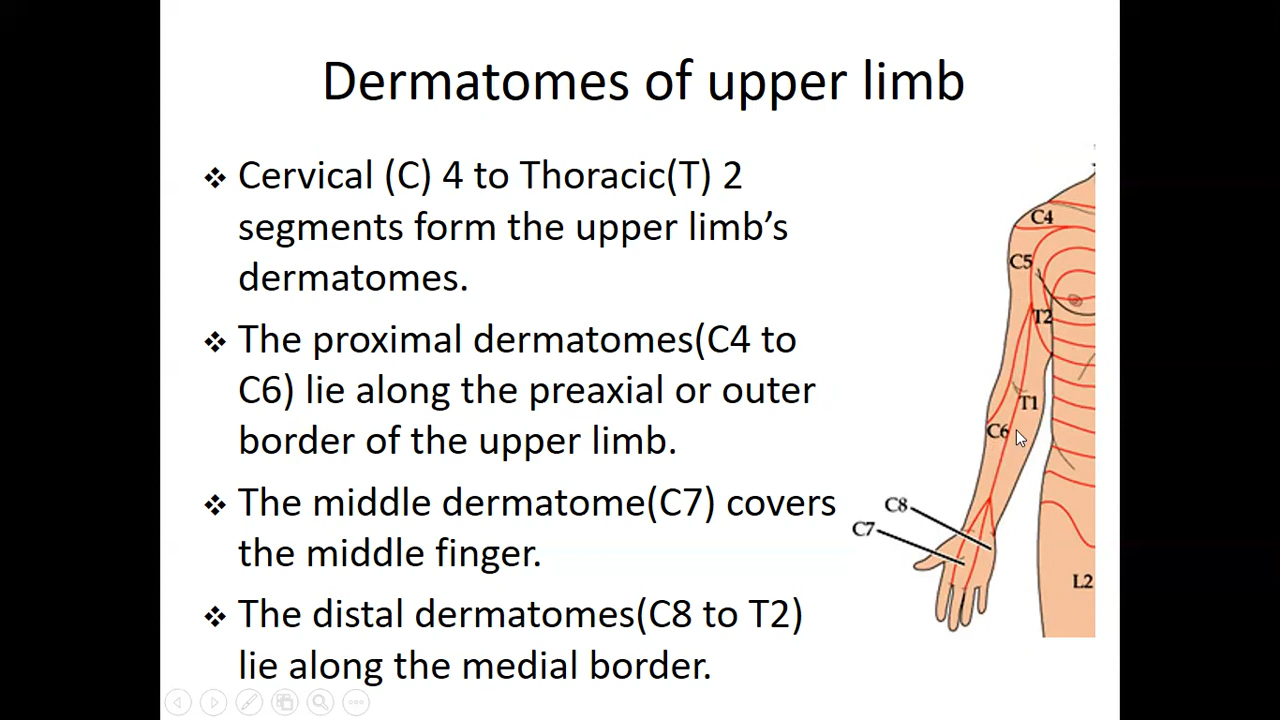 Dermatomes of upper limb
❖ Cervical (C) 4 to Thoracic(T) 2
segments form the upper limb’s
dermatomes.
❖ The proximal dermatomes(C4 to
C6) lie along the preaxial or outer
border of the upper limb.
❖ The middle dermatome(C7) covers
the middle finger.
❖ The distal dermatomes(C8 to T2)
lie along the medial border.
C4
C5
T2
T1
C6
C8
C7
L2